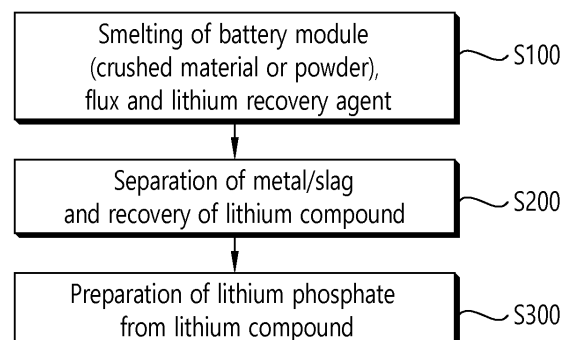 Smelting of battery module
(crushed material or powder),
flux and lithium recovery agent
S100
Separation of metal/slag
and recovery of lithium compound
S200
Preparation of lithium phosphate
from lithium compound
S300